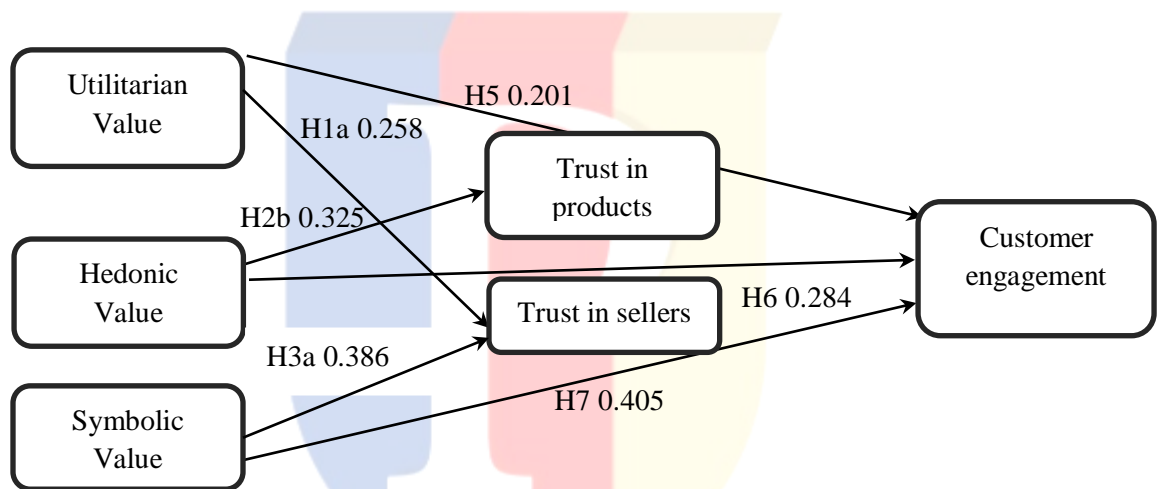 Utilitarian
Value
H5 0.201
H1a 0.258
Trust in
products
H2b 0.325
Customer
engagement
Hedonic
Value
H6 0.284
Trust in sellers
H3a 0.386
H7 0.405
Symbolic
Value